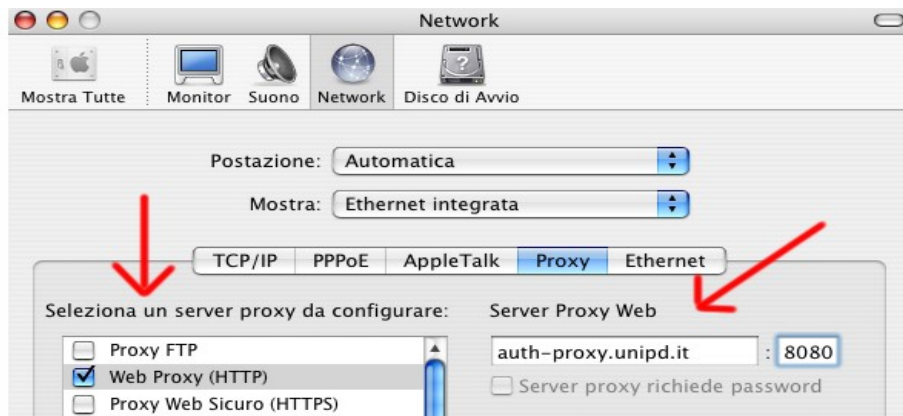 Network
Mostra Tutte Monitor Suono Network Disco di Avvio
Postazione: Automatica
Mostra: Ethernet integrata
TCP/IP PPPoE AppleTalk Proxy Ethernet
Seleziona un server proxy da configurare: Server Proxy Web
Proxy FTP auth-proxy.unipd.it : 8080
Web Proxy (HTTP) Server proxy richiede password
Proxy Web Sicuro (HTTPS)